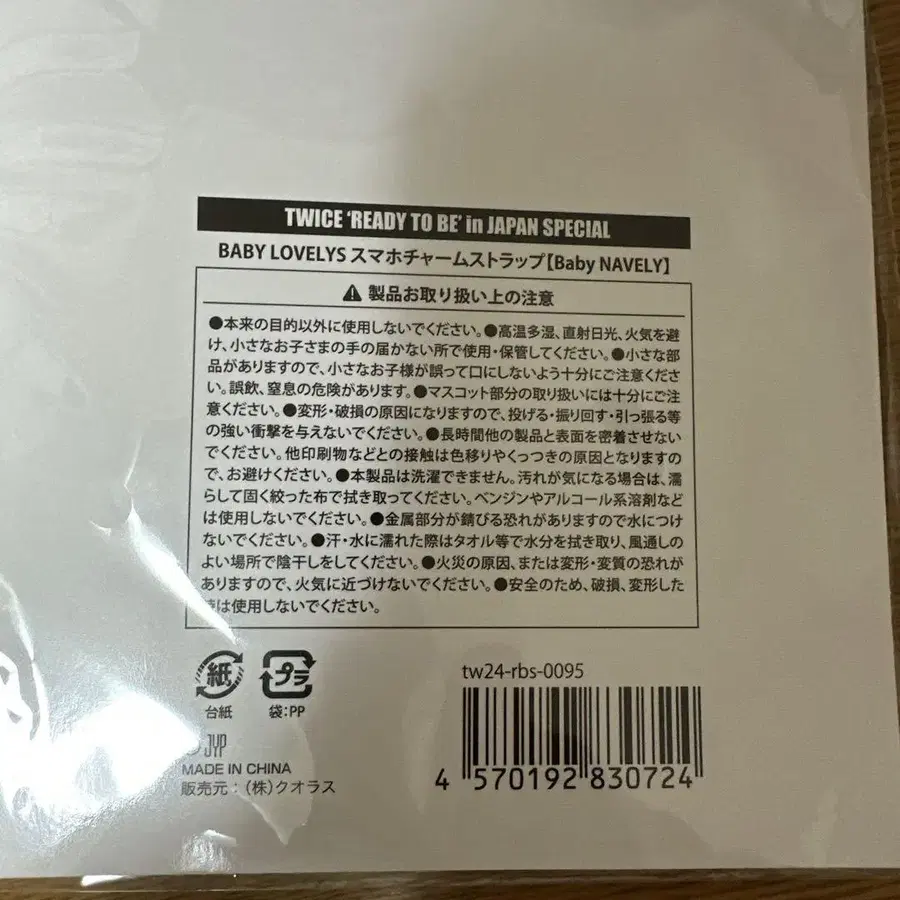 TWICE 'READY TO BE' in JAPAN SPECIAL
BABY LOVELYS スマホチャームストラップ【Baby NAVELY】
製品お取り扱い上の注意
●本来の目的以外に使用しないでください。●高温多湿、直射日光、火気を避
け、小さなお子さまの手の届かない所で使用・保管してください。●小さな部
品がありますので、小さなお子様が誤って口にしないよう十分にご注意くださ
い。誤飲、窒息の危険があります。●マスコット部分の取り扱いには十分にご注
意ください。●変形・破損の原因になりますので、投げる・振り回す・引っ張る等
の強い衝撃を与えないでください。●長時間他の製品と表面を密着させない
でください。他印刷物などとの接触は色移りやくっつきの原因となりますの
で、お避けください。●本製品は洗濯できません。汚れが気になる場合は、濡
らして固く絞った布で拭き取ってください。ベンジンやアルコール系溶剤など
は使用しないでください。●金属部分が錆びる恐れがありますので水につけ
ないでください。●汗・水に濡れた際はタオル等で水分を拭き取り、風通しの
よい場所で陰干しをしてください。●火災の原因、または変形・変質の恐れが
ありますので、火気に近づけないでください。●安全のため、破損、変形した
は使用しないでください。
紙
プラ
台紙
袋:PP
tw24-rbs-0095
JYP
MADE IN CHINA
販売元：(株)クオラス
4 570192 830724